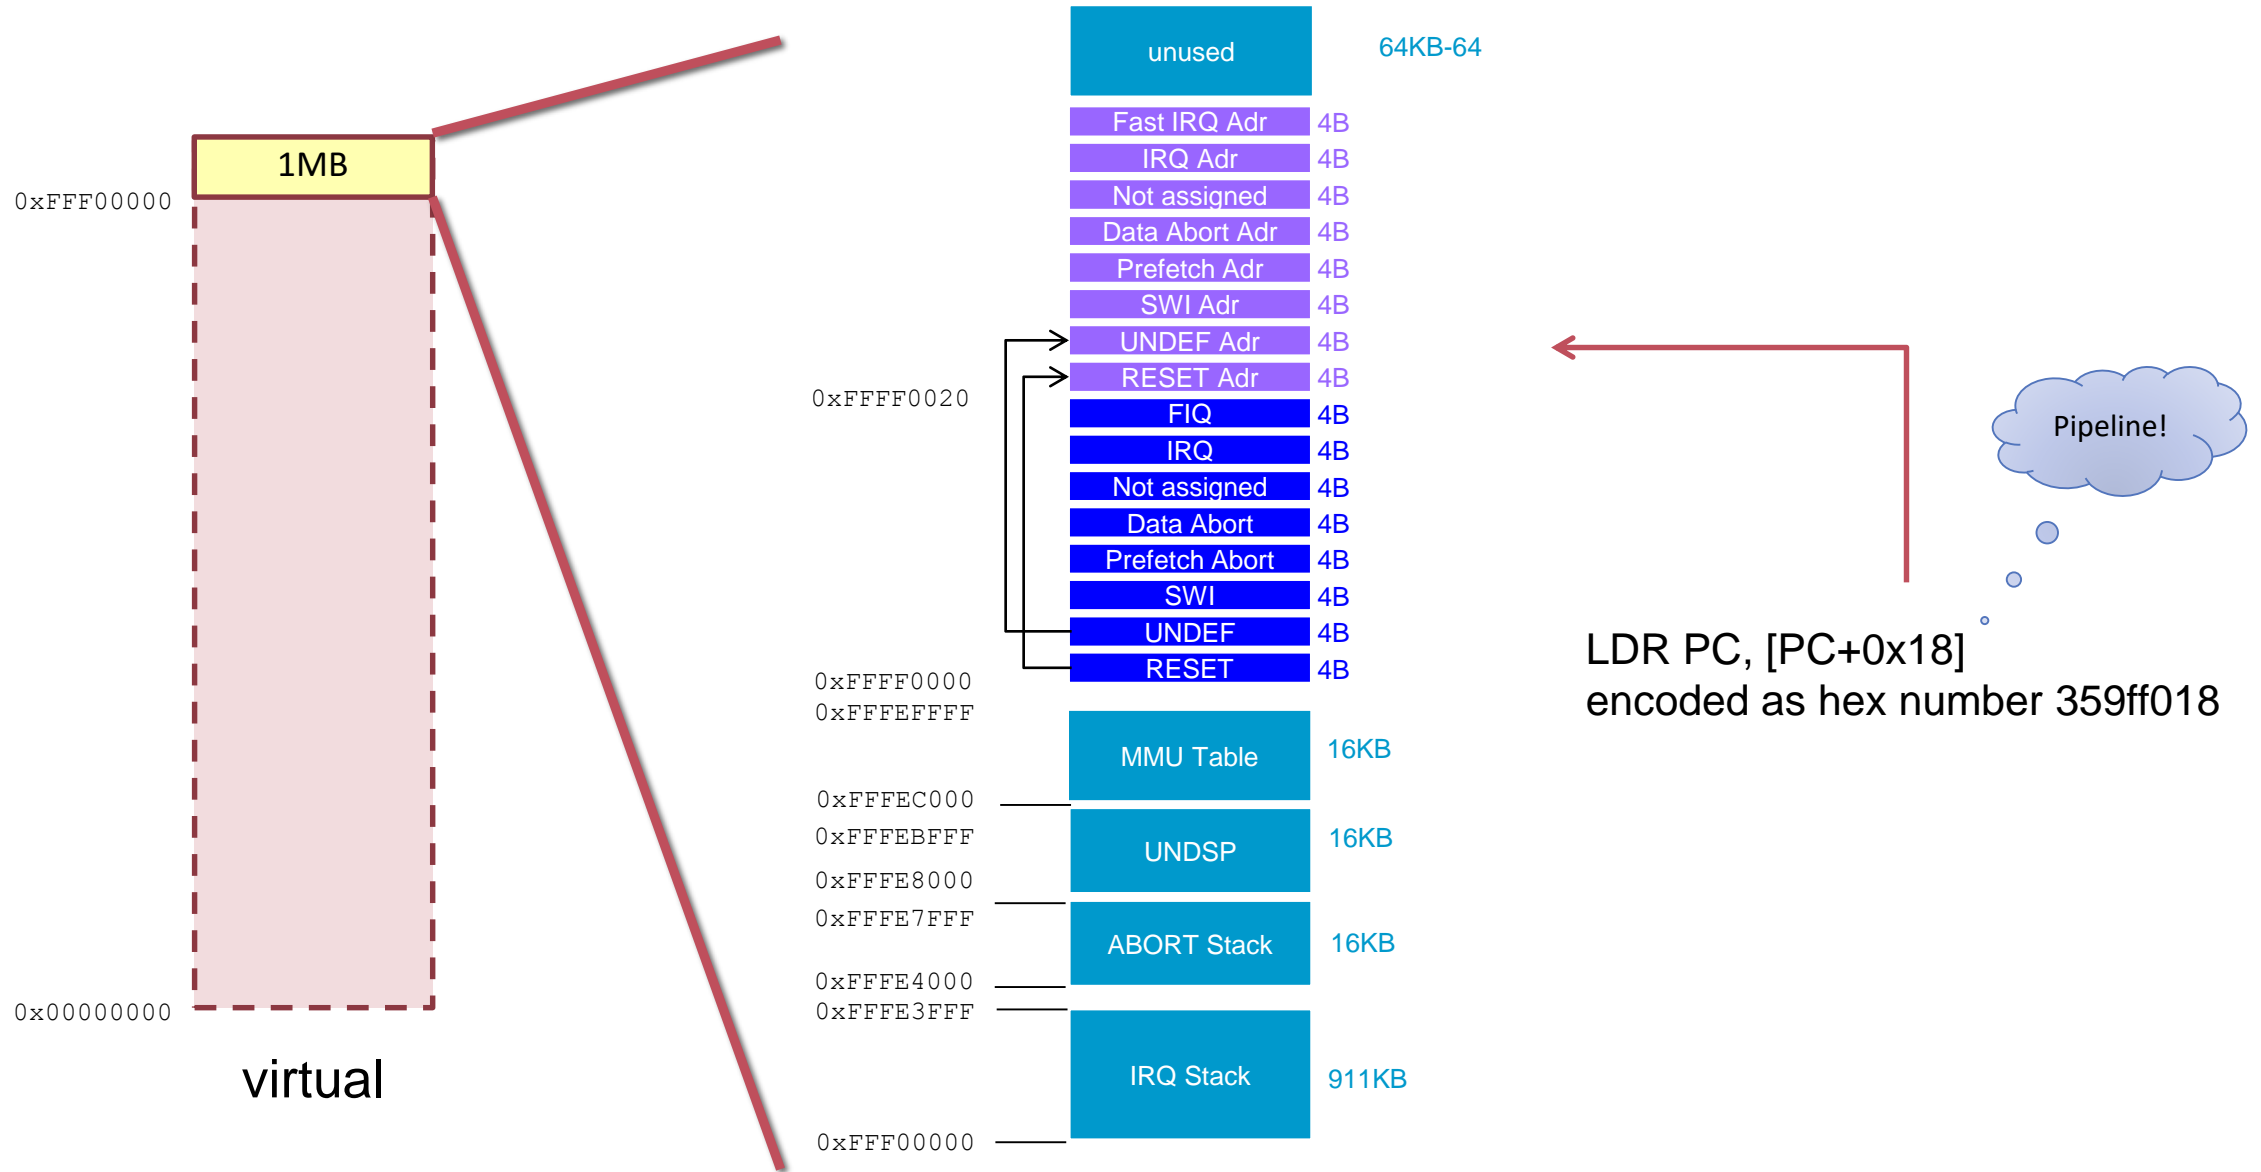 unused 64KB-64
Fast IRQ Adr 4B
1MB
IRQ Adr 4B
0xFFF00000
Not assigned 4B
Data Abort Adr 4B
Prefetch Adr 4B
SWI Adr 4B
UNDEF Adr 4B
RESET Adr 4B
0xFFFF0020
FIQ 4B
Pipeline!
IRQ 4B
Not assigned 4B
Data Abort 4B
Prefetch Abort 4B
SWI 4B
UNDEF 4B
LDR PC, [PC+0x18]
RESET 4B
0xFFFF0000
encoded as hex number 359ff018
0xFFFEFFFF
MMU Table 16KB
0xFFFEC000
0xFFFEBFFF
UNDSP 16KB
0xFFFE8000
0xFFFE7FFF
ABORT Stack 16KB
0xFFFE4000
0xFFFE3FFF
0x00000000
IRQ Stack 911KB
virtual
0xFFF00000